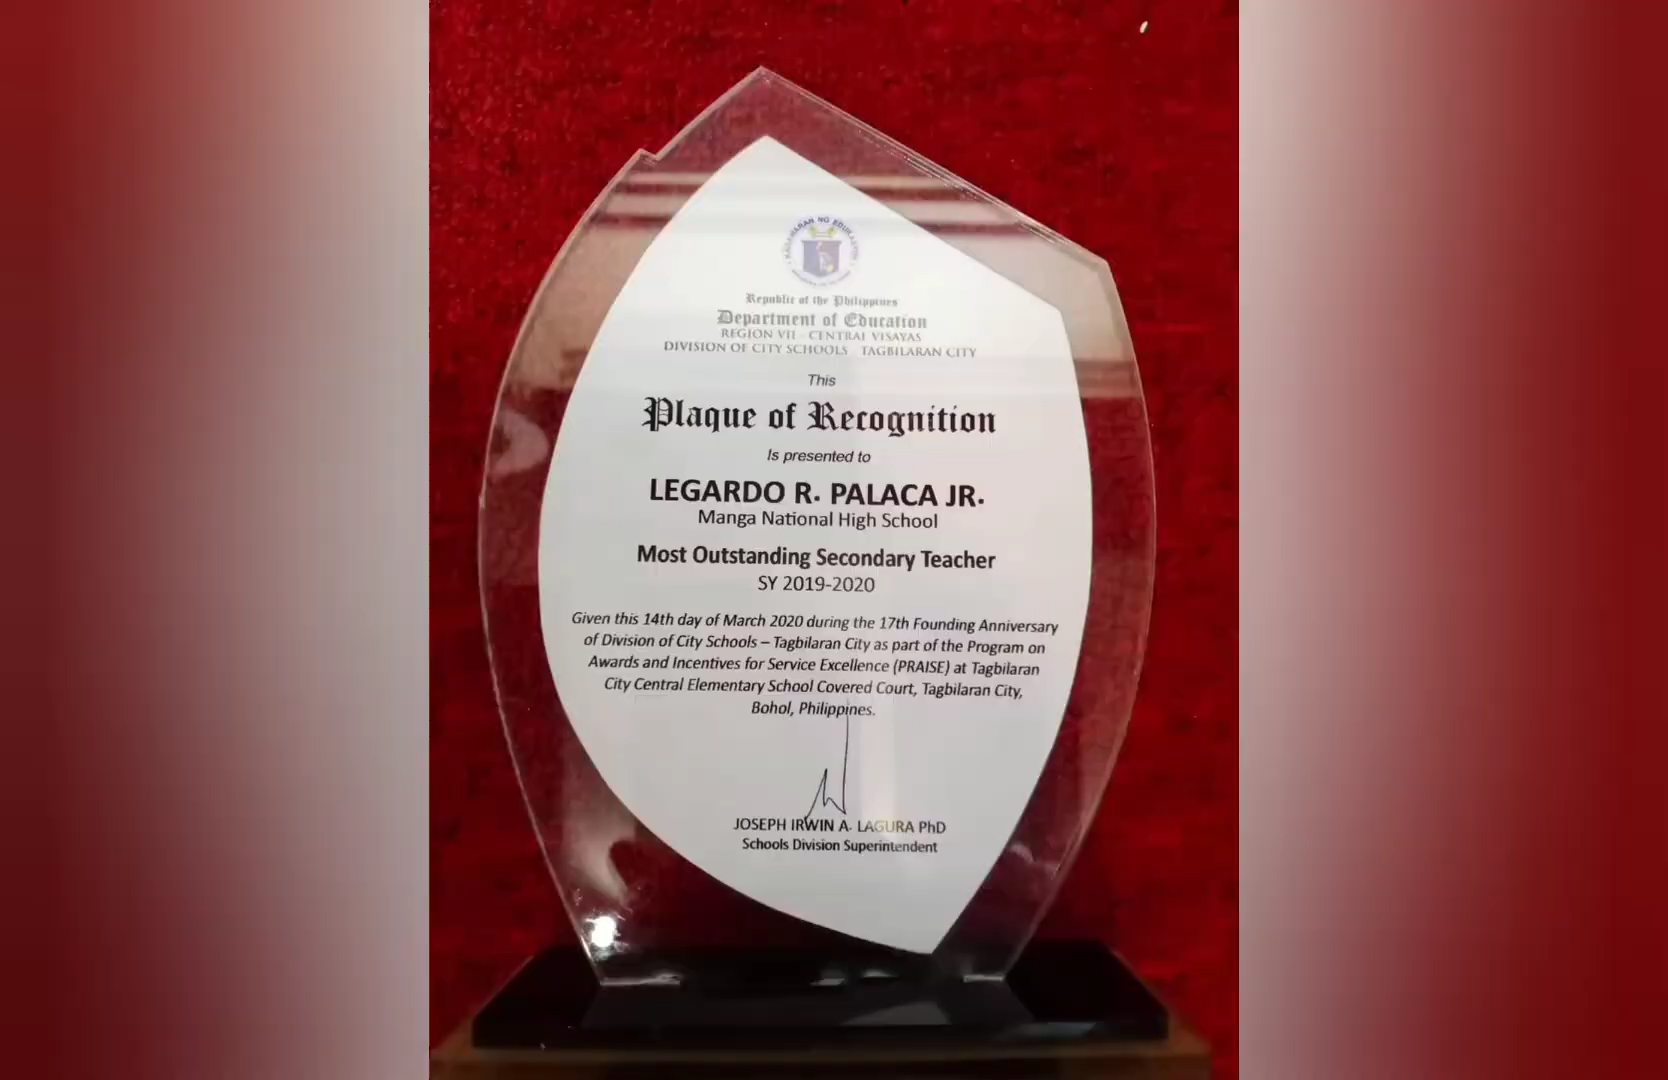 Republic of the Philippines
Department of Education
REGION VII - CENTRAL VISAYAS
DIVISION OF CITY SCHOOLS - TAGBILARAN CITY
This
Plaque of Recognition
Is presented to
LEGARDO R. PALACA JR.
Manga National High School
Most Outstanding Secondary Teacher
SY 2019-2020
Given this 14th day of March 2020 during the 17th Founding Anniversary
of Division of City Schools – Tagbilaran City as part of the Program on
Awards and Incentives for Service Excellence (PRAISE) at Tagbilaran
City Central Elementary School Covered Court, Tagbilaran City,
Bohol, Philippines.
JOSEPH IRWIN A. LAGURA PhD
Schools Division Superintendent